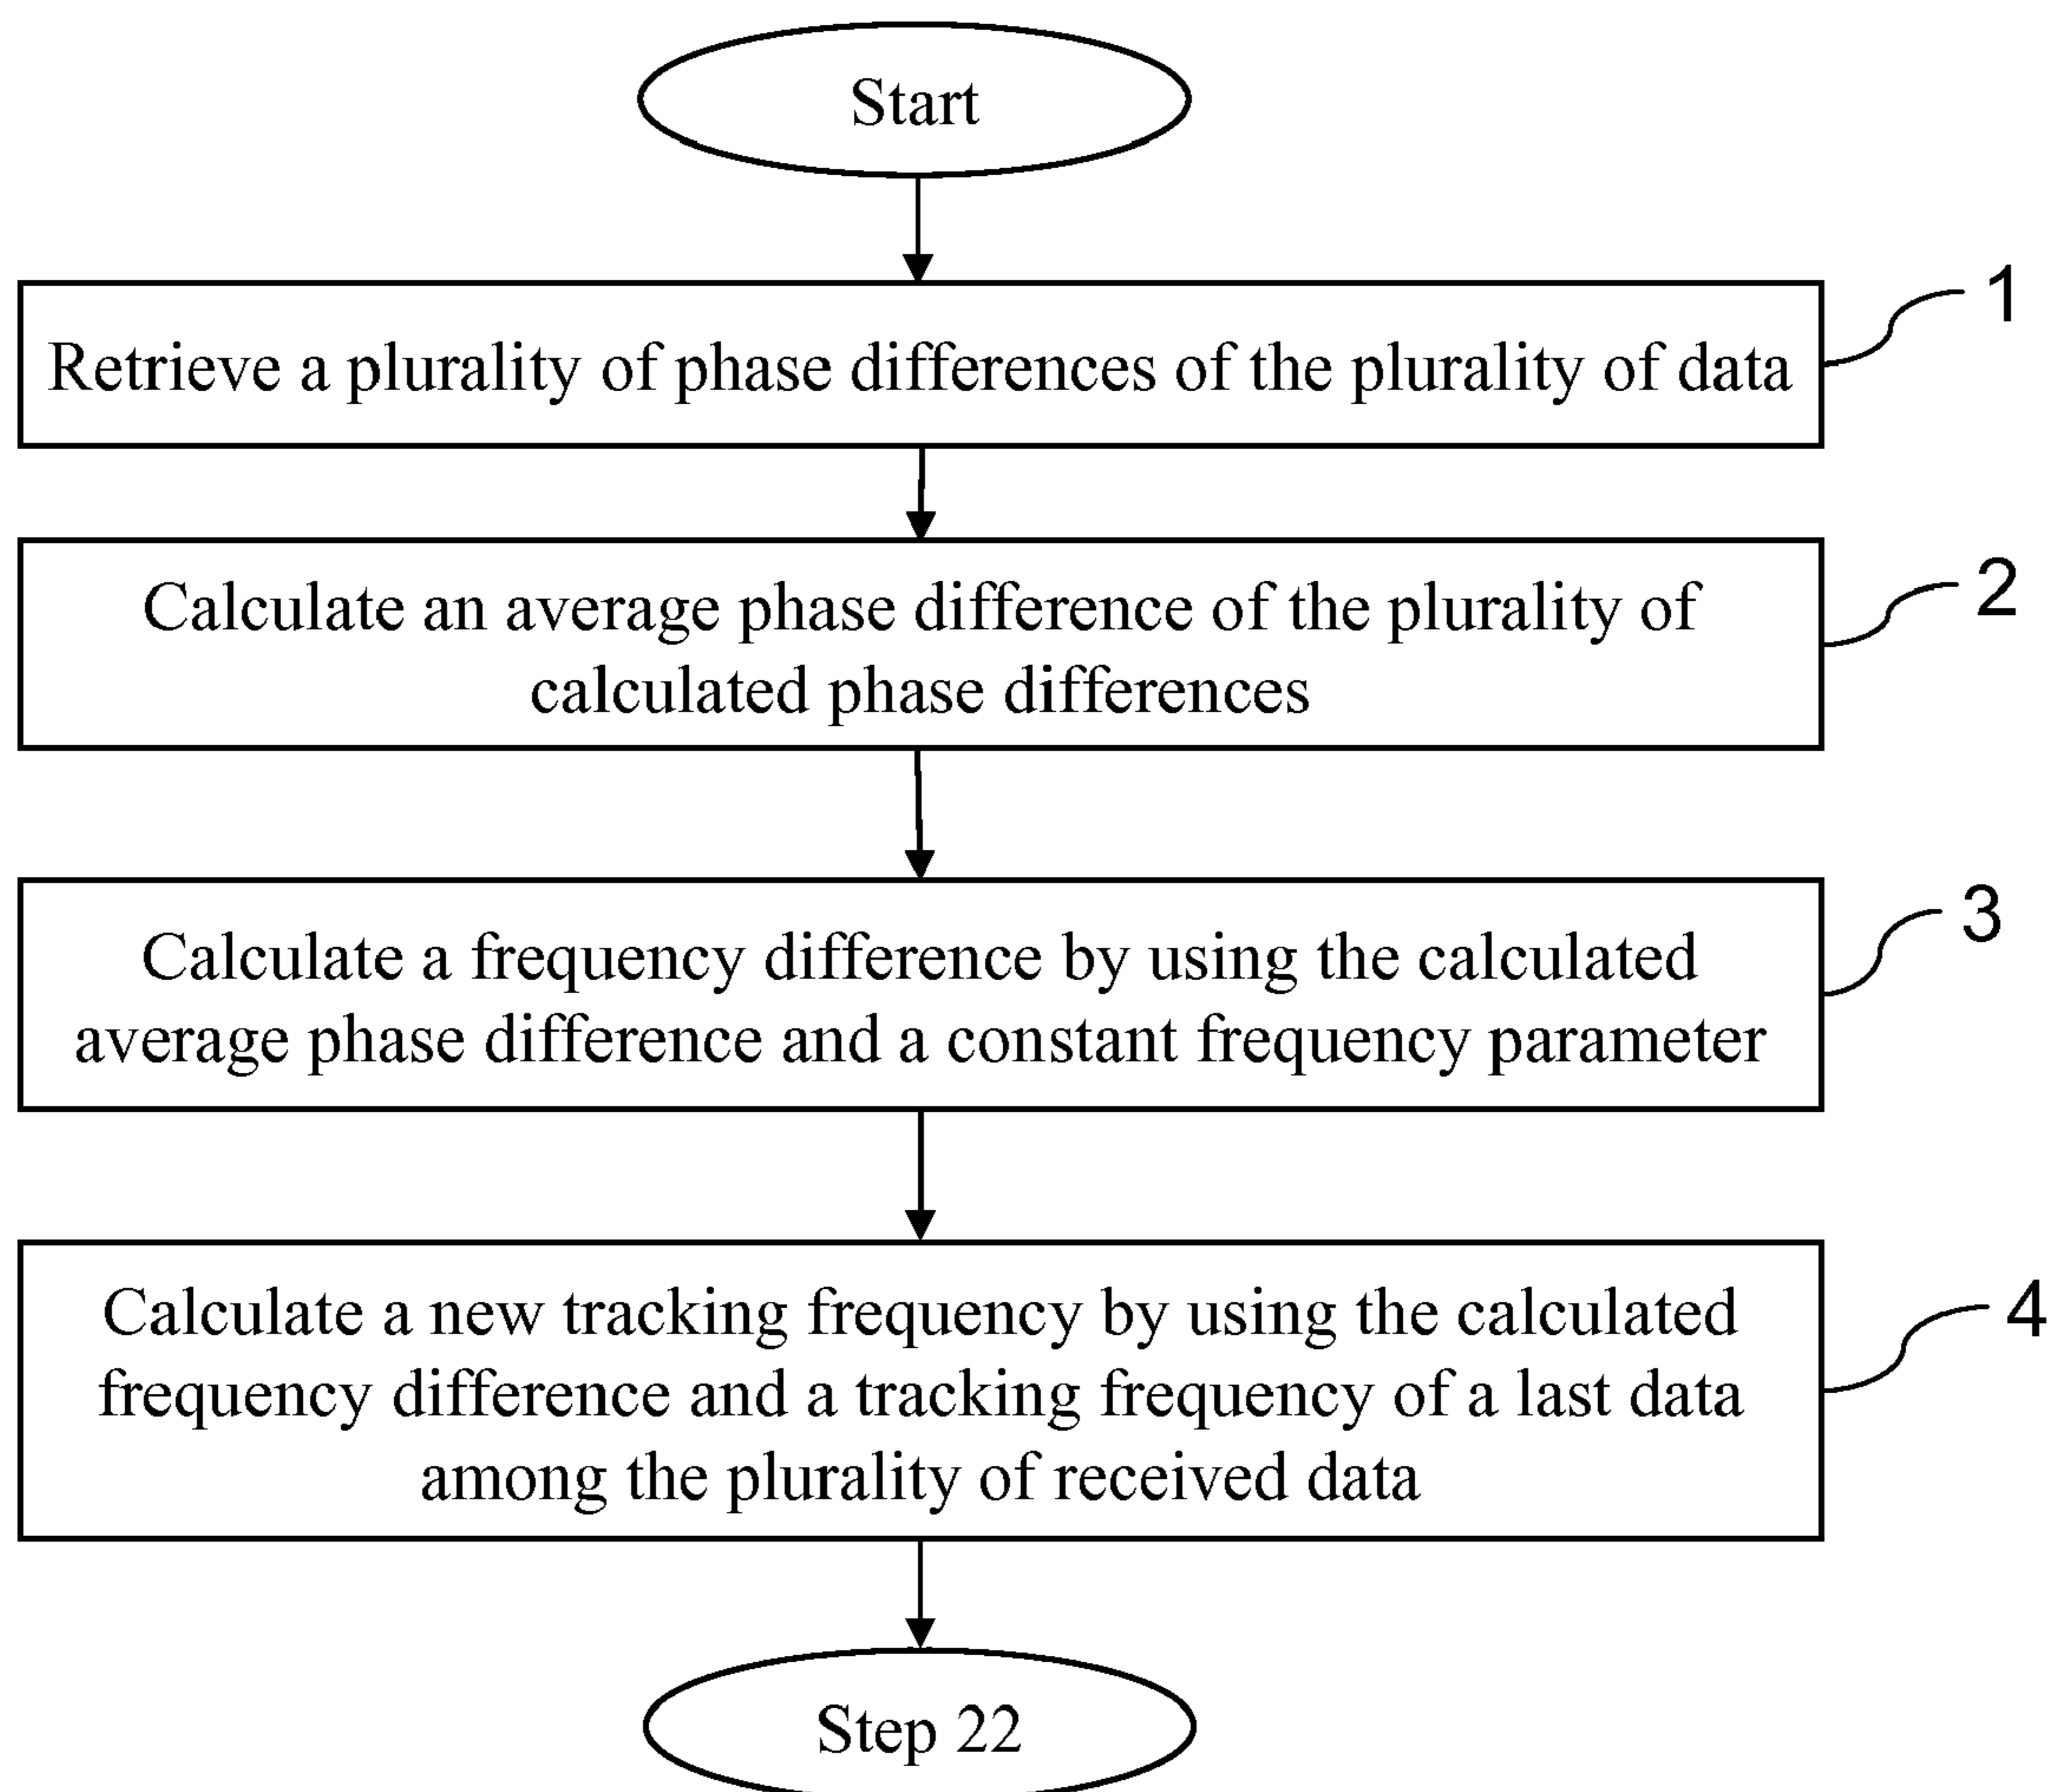 Start
1
Retrieve a plurality of phase differences of the plurality of data
2
Calculate an average phase difference of the plurality of
calculated phase differences
3
Calculate a frequency difference by using the calculated
average phase difference and a constant frequency parameter
4
Calculate a new tracking frequency by using the calculated
frequency difference and a tracking frequency of a last data
among the plurality of received data
Step 22